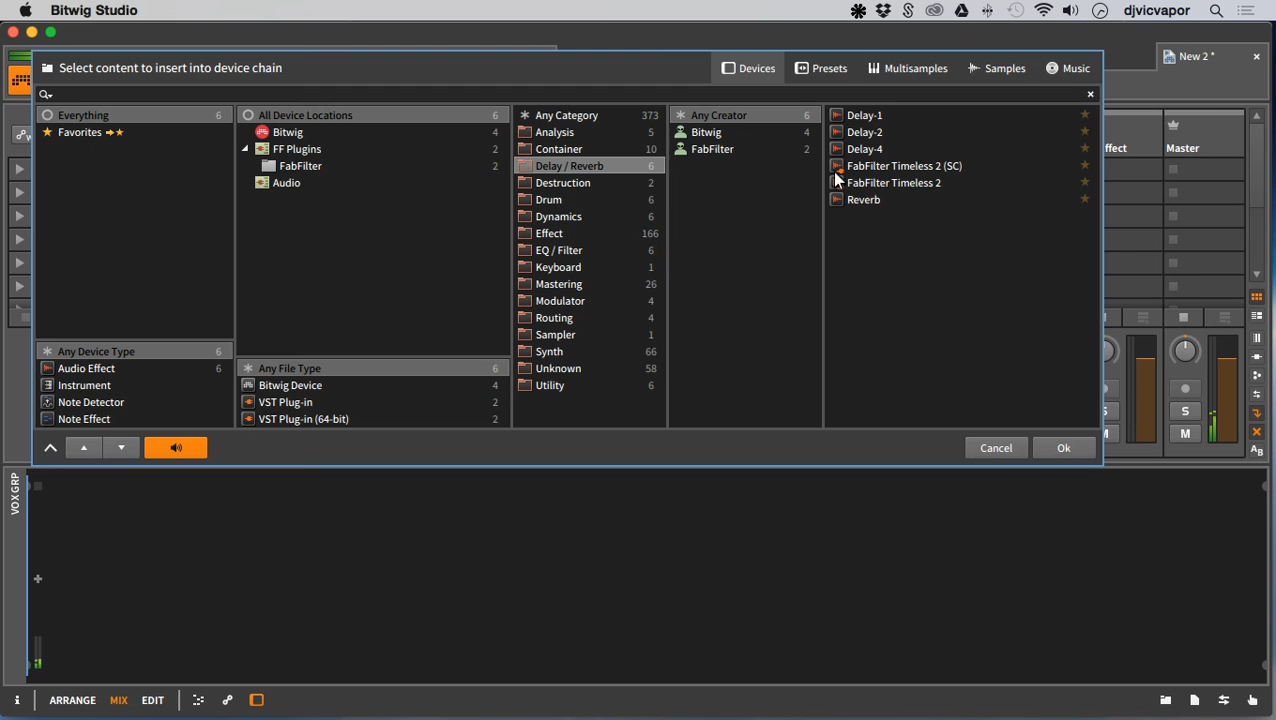 Bitwig Studio
djvicvapor
Select content to insert into device chain
Devices
Presets
Multisamples
Samples
Music
New 2 *
Everything 6
Favorites
All Device Locations 6
Bitwig 4
FF Plugins 2
FabFilter 2
Audio
Any Category 373
Analysis 5
Container 10
Delay / Reverb 6
Destruction 2
Drum 6
Dynamics 6
Effect 166
EQ / Filter 6
Keyboard 1
Mastering 26
Modulator 4
Routing 4
Sampler 1
Synth 66
Unknown 58
Utility 6
Any Creator 6
Bitwig 4
FabFilter 2
Delay-1
Delay-2
Delay-4
FabFilter Timeless 2 (SC)
FabFilter Timeless 2
Reverb
ffect
Master
Any Device Type 6
Audio Effect 6
Instrument
Note Detector
Note Effect
Any File Type 6
Bitwig Device 4
VST Plug-in 2
VST Plug-in (64-bit) 2
Cancel
Ok
S
M
S
M
AB
VOX GRP
i
ARRANGE
MIX
EDIT